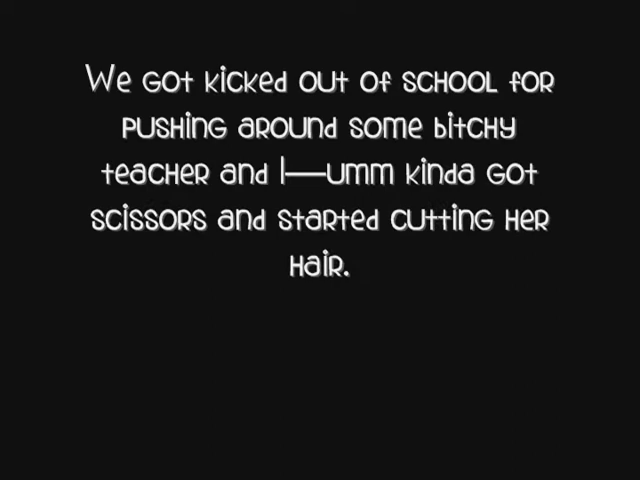 We got kicked out of school for
pushing around some bitchy
teacher and I—umm kinda got
scissors and started cutting her
hair.